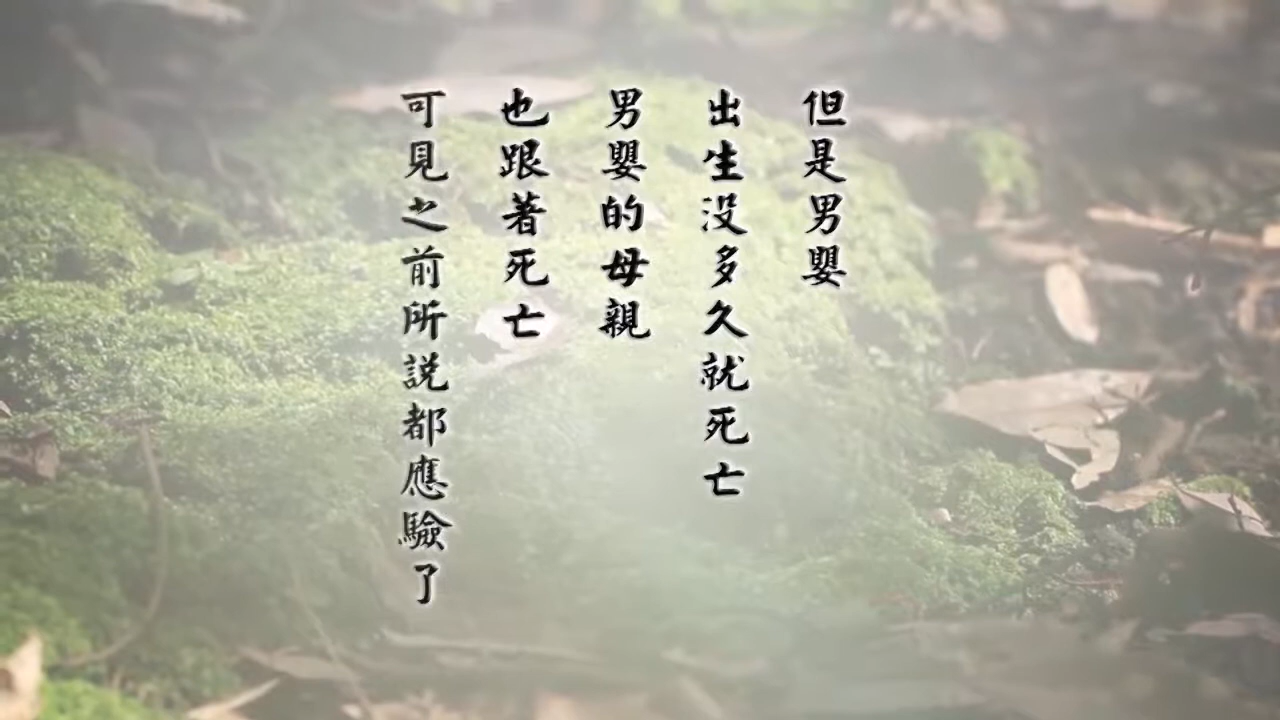 但是男嬰
出生沒多久就死亡
男嬰的母親
也跟著死亡
可見之前所說都應驗了